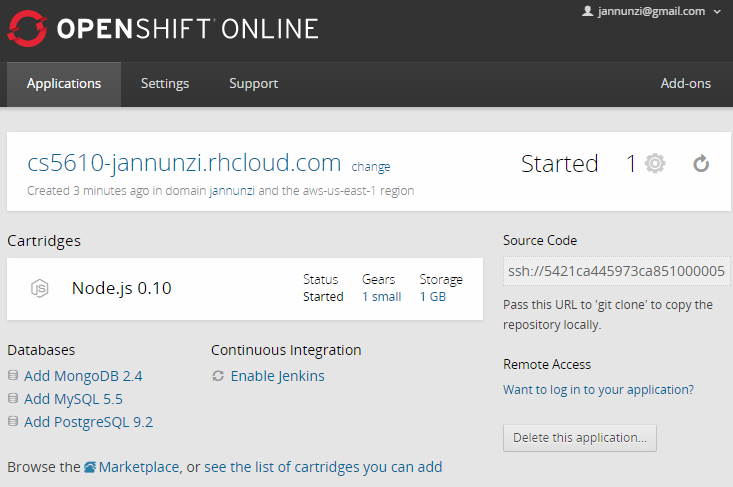 OPENSHIFT ONLINE
jannunzi@gmail.com
Applications Settings Support Add-ons
cs5610-jannunzi.rhcloud.com change
Started 1
Created 3 minutes ago in domain jannunzi and the aws-us-east-1 region
Cartridges
Node.js 0.10
Status Gears Storage
Started 1 small 1 GB
Databases
Add MongoDB 2.4
Add MySQL 5.5
Add PostgreSQL 9.2
Continuous Integration
Enable Jenkins
Browse the Marketplace, or see the list of cartridges you can add
Source Code
ssh://5421ca445973ca851000005
Pass this URL to 'git clone' to copy the
repository locally.
Remote Access
Want to log in to your application?
Delete this application...